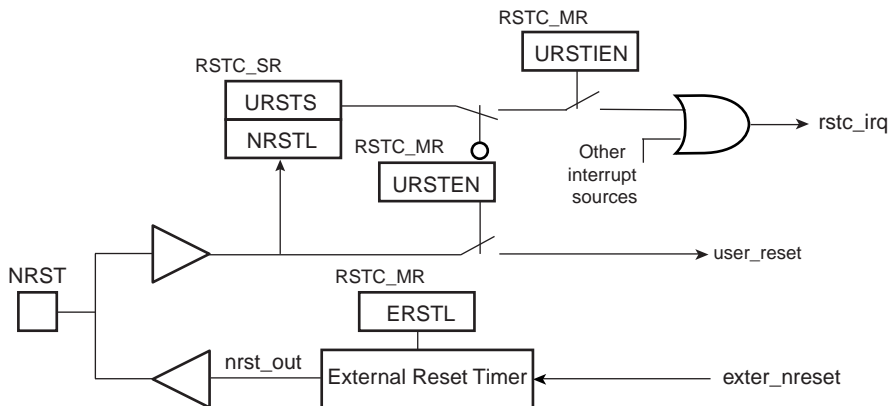 RSTC_MR
URSTIEN
RSTC_SR
URSTS
NRSTL
rstc_irq
RSTC_MR
Other
interrupt
sources
URSTEN
user_reset
NRST
RSTC_MR
ERSTL
nrst_out
External Reset Timer
exter_nreset